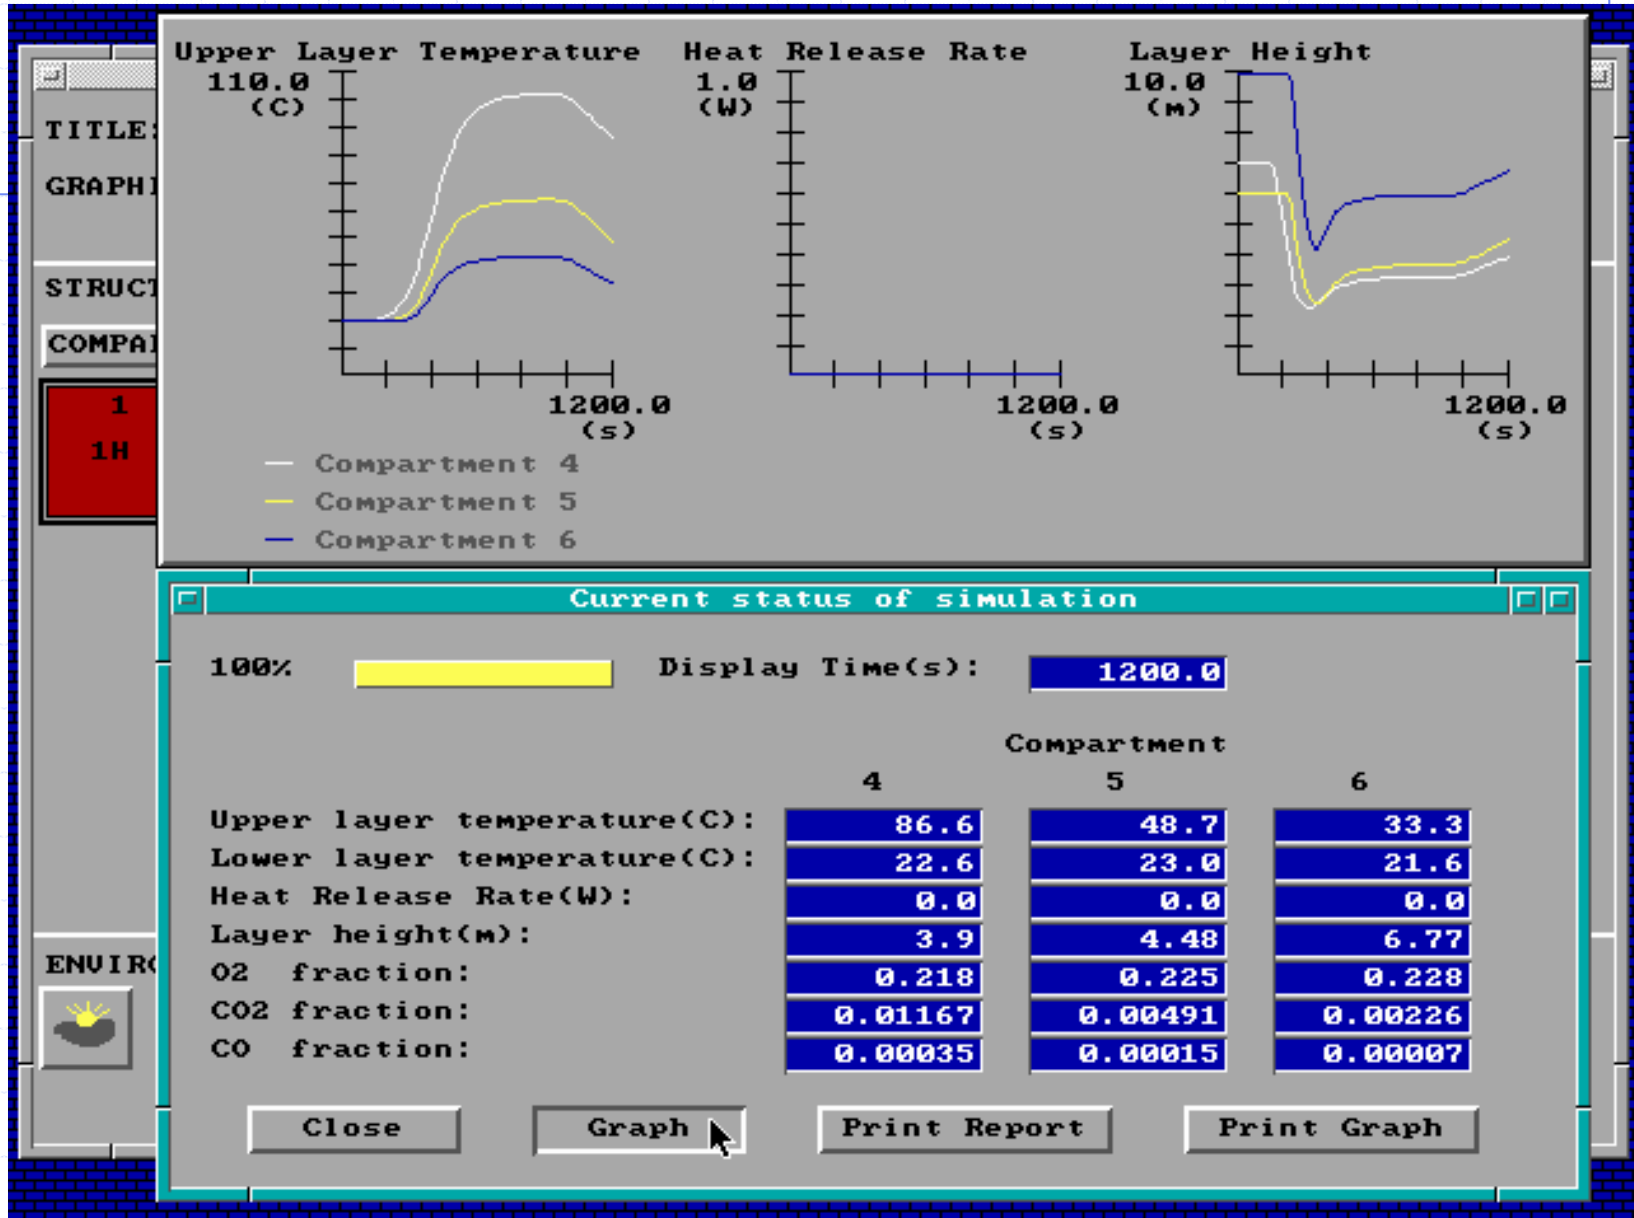 Upper Layer Temperature Heat Release Rate Layer Height
110.0 1.0 10.0
(C) (W) (m)
TITLE:
GRAPHI
STRUCT
COMPAI
1
1H
1200.0 1200.0 1200.0
(s) (s) (s)
Compartment 4
Compartment 5
Compartment 6
Current status of simulation
100% Display Time(s): 1200.0
Compartment
4 5 6
Upper layer temperature(C): 86.6 48.7 33.3
Lower layer temperature(C): 22.6 23.0 21.6
Heat Release Rate(W): 0.0 0.0 0.0
Layer height(m): 3.9 4.48 6.77
O2 fraction: 0.218 0.225 0.228
CO2 fraction: 0.01167 0.00491 0.00226
CO fraction: 0.00035 0.00015 0.00007
ENVIRO
Close Graph Print Report Print Graph